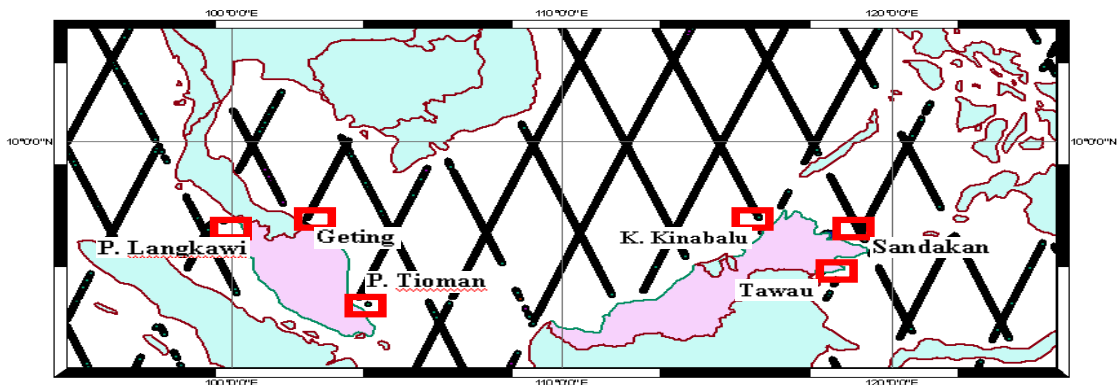 100°0'0"E 110°0'0"E 120°0'0"E
10°0'0"N 10°0'0"N
P. Langkawi
Geting
K. Kinabalu
Sandakan
P. Tioman
Tawau
100°0'0"E 110°0'0"E 120°0'0"E